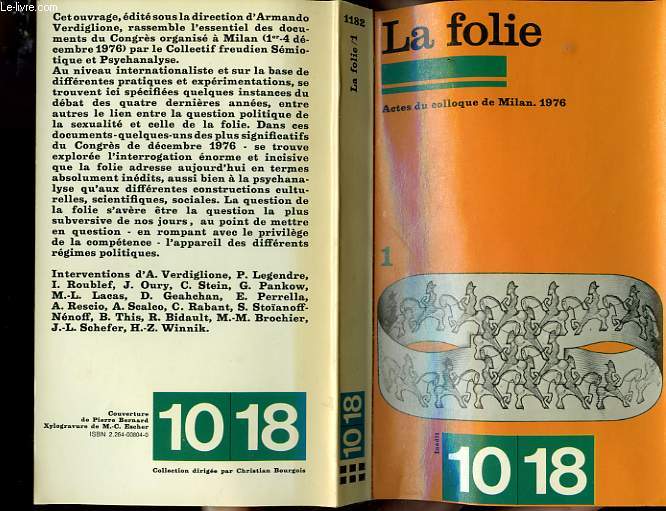 Le-livre.com
Cet ouvrage, édité sous la direction d'Armando
Verdiglione, rassemble l'essentiel des docu-
ments du Congrès organisé à Milan (1er-4 dé-
cembre 1976) par le Collectif freudien Sémio-
tique et Psychanalyse.
Au niveau internationaliste et sur la base de
différentes pratiques et expérimentations, se
trouvent ici spécifiées quelques instances du
débat des quatre dernières années, entre
autres le lien entre la question politique de
la sexualité et celle de la folie. Dans ces
documents - quelques-uns des plus significatifs
du Congrès de décembre 1976 - se trouve
explorée l'interrogation énorme et incisive
que la folie adresse aujourd'hui en termes
absolument inédits, aussi bien à la psychana-
lyse qu'aux différentes constructions cultu-
relles, scientifiques, sociales. La question de
la folie s'avère être la question la plus
subversive de nos jours, au point de mettre
en question - en rompant avec le privilège
de la compétence - l'appareil des différents
régimes politiques.
Interventions d'A. Verdiglione, P. Legendre,
I. Roublef, J. Oury, C. Stein, G. Pankow,
M.-L. Lacas, D. Geahchan, E. Perrella,
A. Rescio, A. Scalco, C. Rabant, S. Stoïanoff-
Nénoff, B. This, R. Bidault, M.-M. Brochier,
J.-L. Schefer, H.-Z. Winnik.
Couverture
de Pierre Bernard
Xylogravure de M.-C. Escher
ISBN 2.264-00804-0
10 18
Collection dirigée par Christian Bourgois
1182
La folie/1
10 18
La folie
Actes du colloque de Milan. 1976
1
Inédit
10 18